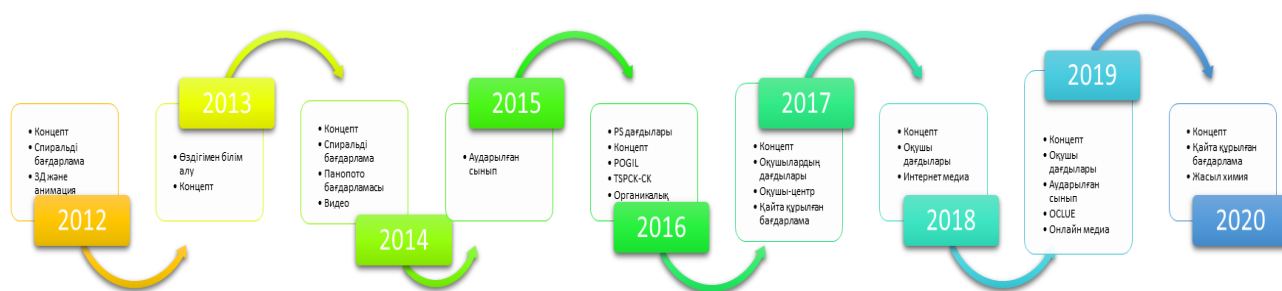 2012
• Концепт
• Спиральді
бағдарлама
• 3Д және
анимация
2013
• Өздігімен білім
алу
• Концепт
2014
• Концепт
• Спиральді
бағдарлама
• Панопото
бағдарламасы
• Видео
2015
• Аударылған
сынып
2016
• PS дағдылары
• Концепт
• POGIL
• TSPCK-CK
• Органикалық
2017
• Концепт
• Оқушылардың
дағдылары
• Оқушы-центр
• Қайта құрылған
бағдарлама
2018
• Концепт
• Оқушы
дағдылары
• Интернет медиа
2019
• Концепт
• Оқушы
дағдылары
• Аударылған
сынып
• OCLUE
• Онлайн медиа
2020
• Концепт
• Қайта құрылған
бағдарлама
• Жасыл химия